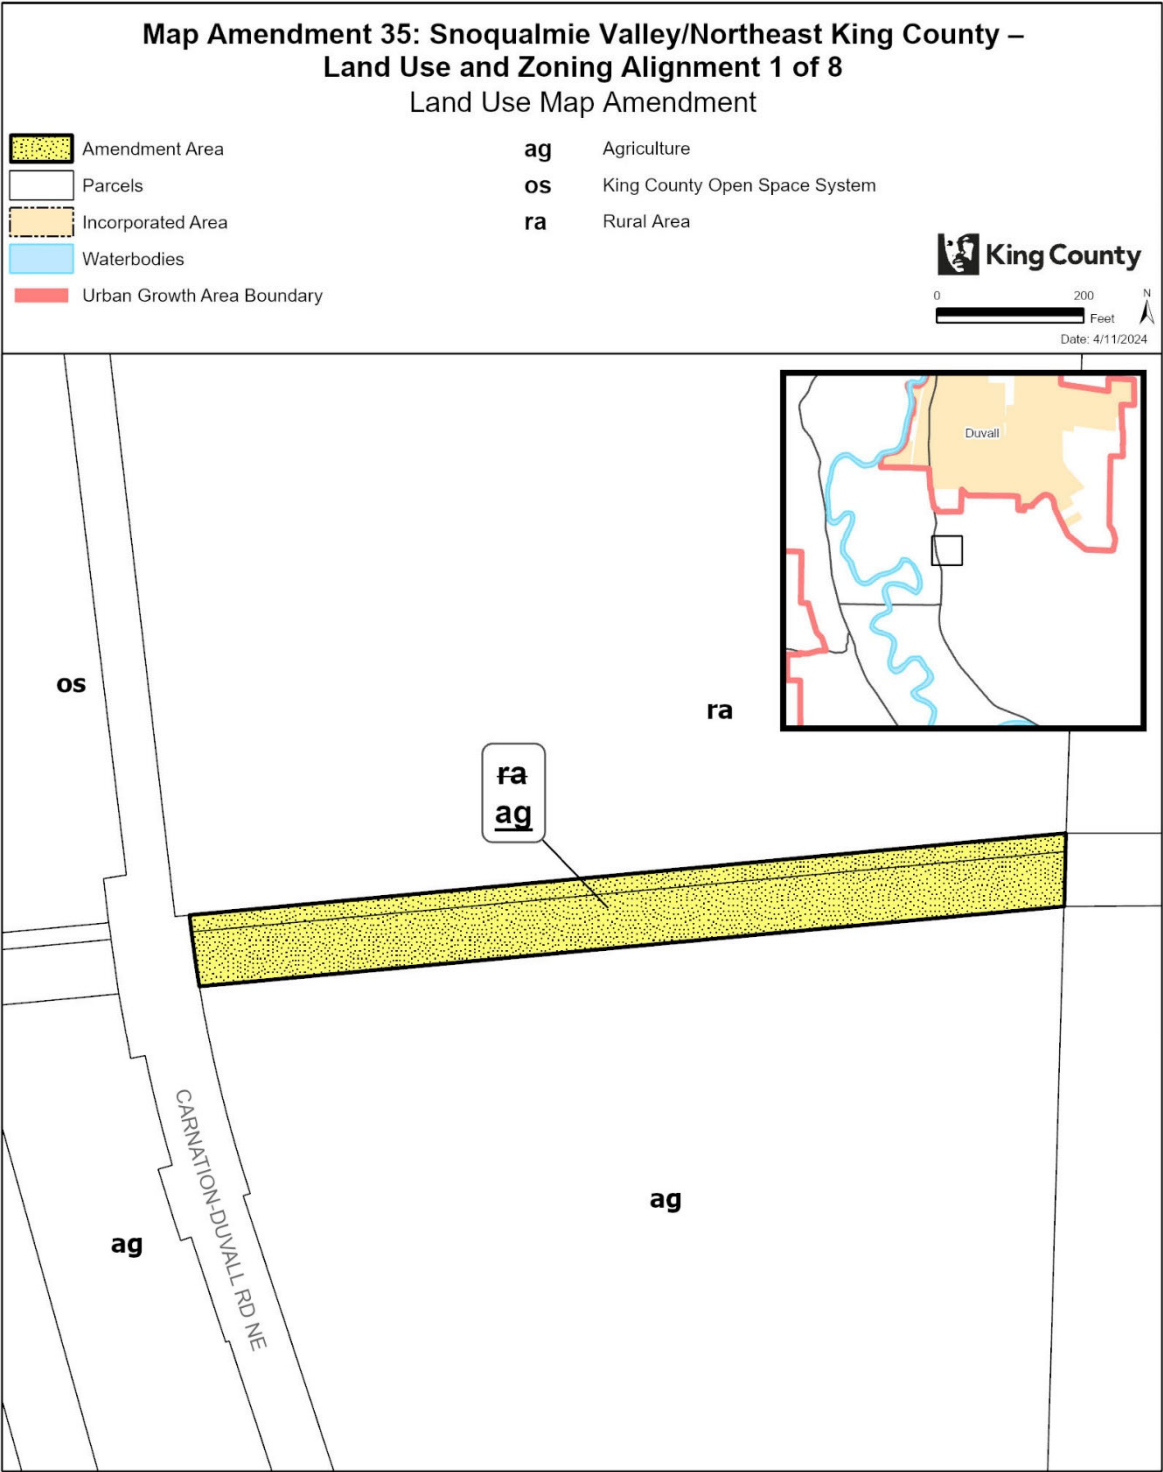 Map Amendment 35: Snoqualmie Valley/Northeast King County –
Land Use and Zoning Alignment 1 of 8
Land Use Map Amendment
Amendment Area
Parcels
Incorporated Area
Waterbodies
Urban Growth Area Boundary
ag Agriculture
os King County Open Space System
ra Rural Area
King County
0 200
Feet
N
Date: 4/11/2024
Duvall
os
ra
ra
ag
CARNATION-DUVALL RD NE
ag
ag